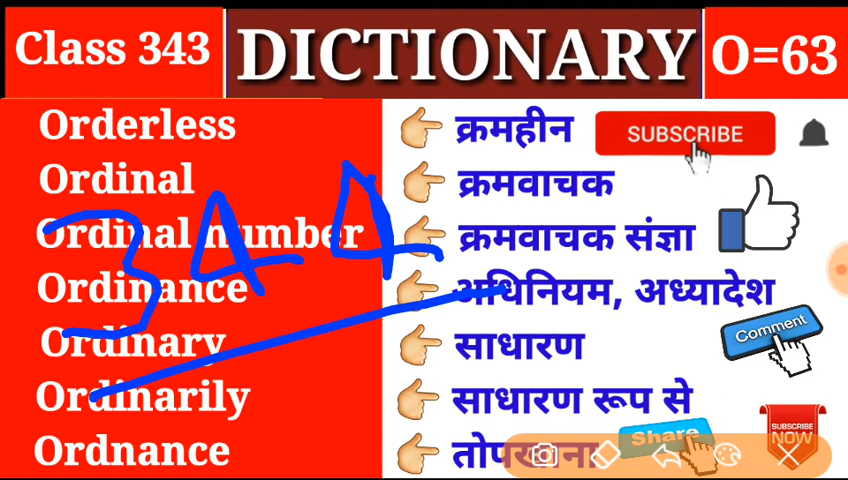 Class 343 DICTIONARY O=63
Orderless क्रमहीन SUBSCRIBE
Ordinal क्रमवाचक
Ordinal number क्रमवाचक संज्ञा
344
Ordinance अधिनियम, अध्यादेश
Ordinary साधारण
Comment
Ordinarily साधारण रूप से
SUBSCRIBE NOW
Ordnance तोपखाना
Share